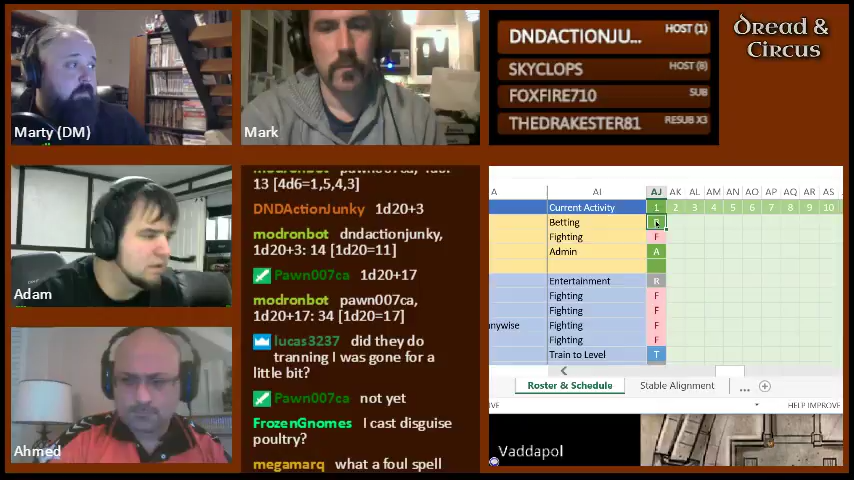 Marty (DM)
Mark
DNDACTIONJU... HOST (1)
SKYCLOPS HOST (8)
FOXFIRE710 SUB
THEDRAKESTER81 RESUB X3
Dread &
Circus
Adam
Ahmed
13 [4d6=1,5,4,3]
DNDActionJunky 1d20+3
modronbot dndactionjunky,
1d20+3: 14 [1d20=11]
Pawn007ca 1d20+17
modronbot pawn007ca,
1d20+17: 34 [1d20=17]
lucas3237 did they do
tranning I was gone for a
little bit?
Pawn007ca not yet
FrozenGnomes I cast disguise
poultry?
megamarq what a foul spell
A AI AJ AK AL AM AN AO AP AQ AR AS
Current Activity 1 2 3 4 5 6 7 8 9 10
Betting
Fighting F
Admin A
Entertainment R
Fighting F
Fighting F
nywise Fighting F
Fighting F
Train to Level T
Roster & Schedule Stable Alignment ...
VE HELP IMPROVE
Vaddapol